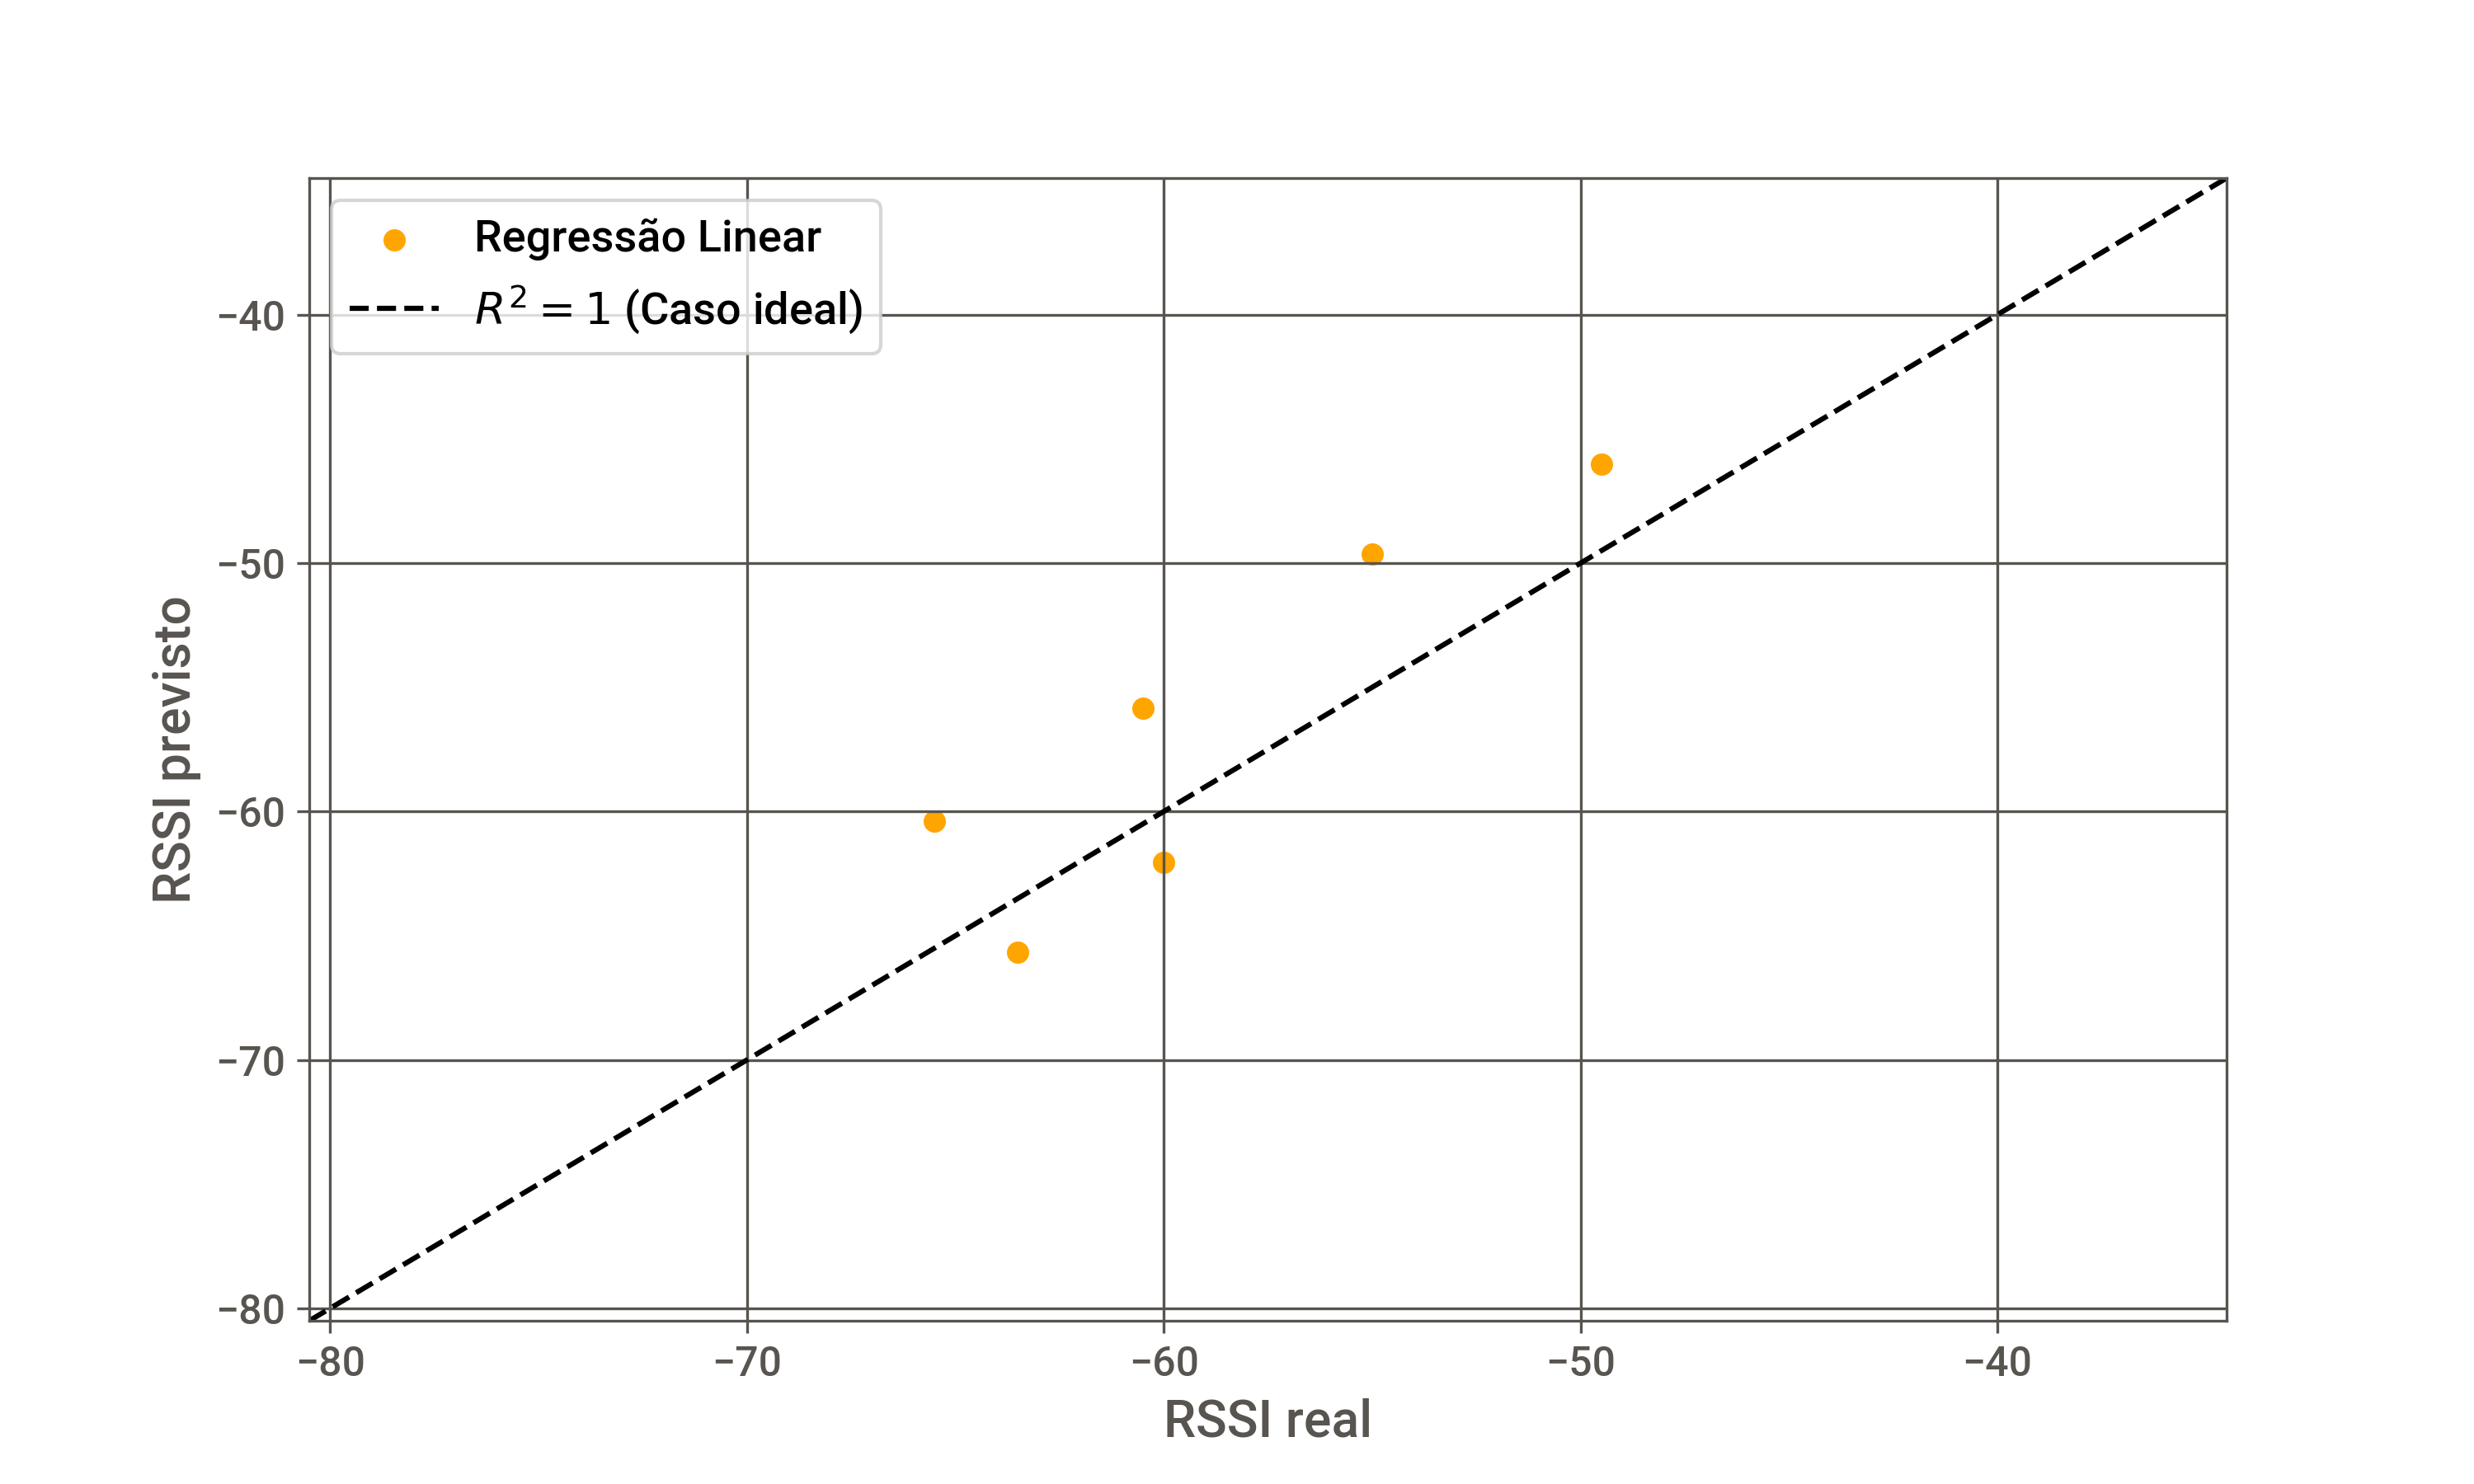 Regressão Linear
R² = 1 (Caso ideal)
−40
−50
−60
−70
−80
RSSI previsto
−80 −70 −60 −50 −40
RSSI real